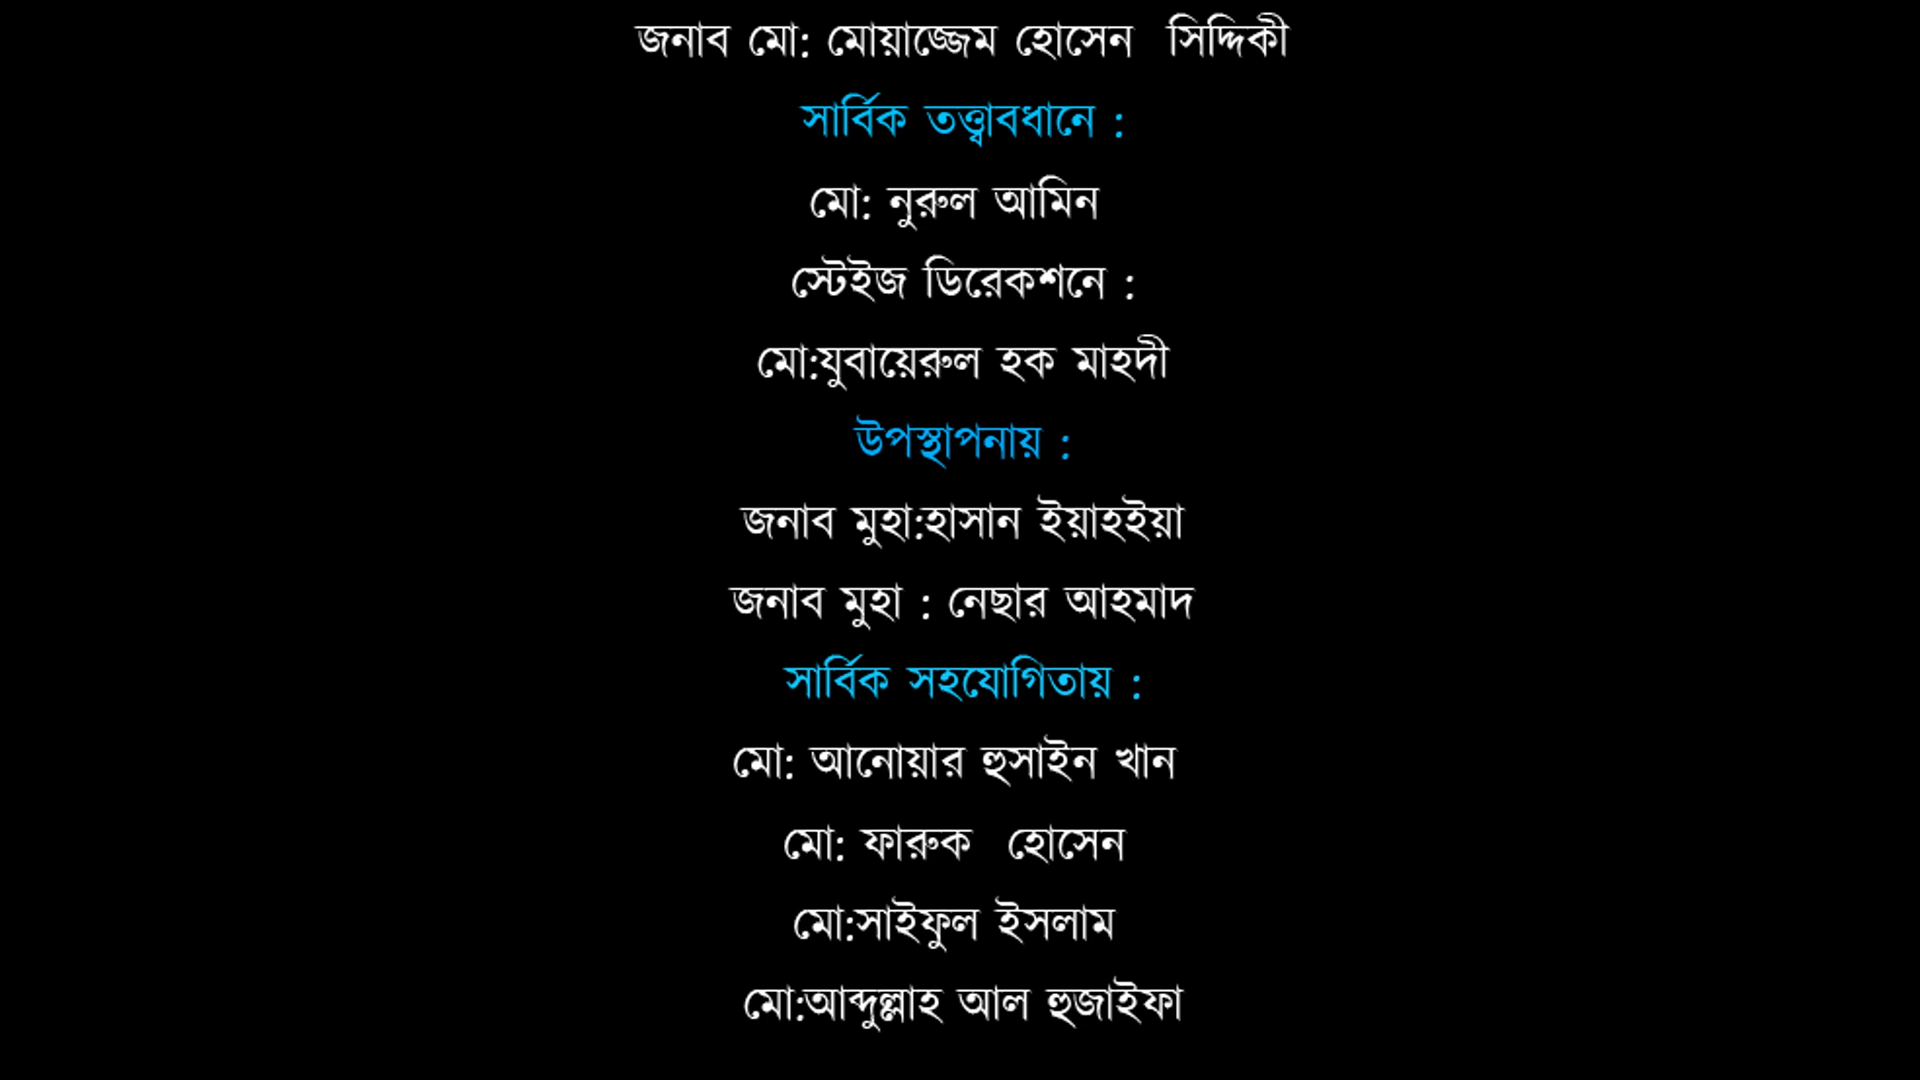 জনাব মো: মোয়াজ্জেম হোসেন সিদ্দিকী
সার্বিক তত্ত্বাবধানে :
মো: নুরুল আমিন
স্টেইজ ডিরেকশনে :
মো:যুবায়েরুল হক মাহদী
উপস্থাপনায় :
জনাব মুহা:হাসান ইয়াহইয়া
জনাব মুহা : নেছার আহমাদ
সার্বিক সহযোগিতায় :
মো: আনোয়ার হুসাইন খান
মো: ফারুক হোসেন
মো:সাইফুল ইসলাম
মো:আব্দুল্লাহ আল হুজাইফা